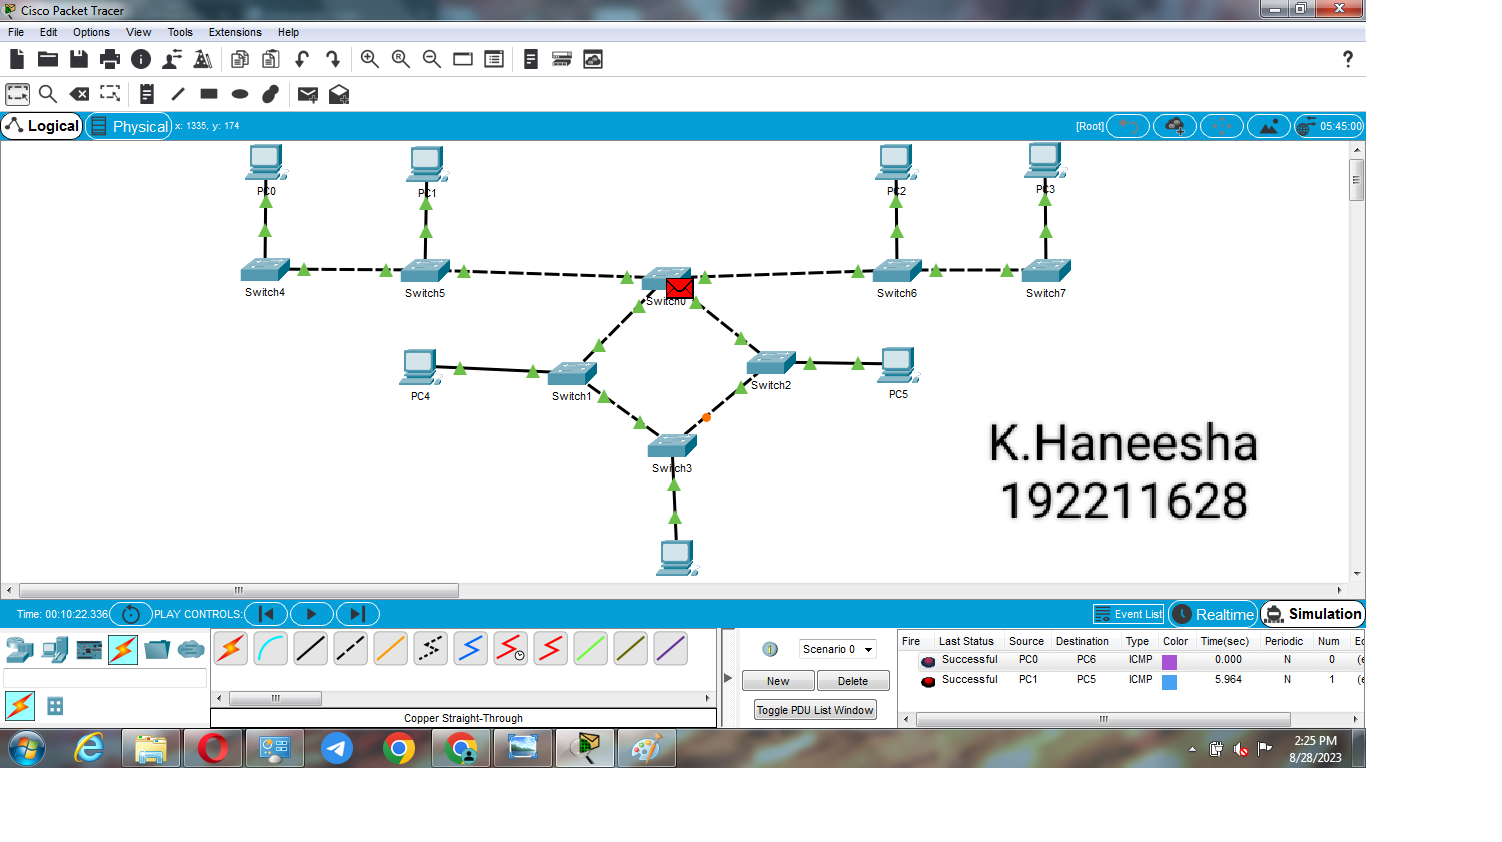 Cisco Packet Tracer
File Edit Options View Tools Extensions Help
?
Logical Physical x: 1335, y: 174 [Root] 05:45:00
PC0 PC1 PC2 PC3
Switch4 Switch5 Switch0 Switch6 Switch7
PC4 Switch1 Switch2 PC5
Switch3
K.Haneesha
192211628
Time: 00:10:22.336 PLAY CONTROLS: Event List Realtime Simulation
Scenario 0
New Delete
Toggle PDU List Window
Fire Last Status Source Destination Type Color Time(sec) Periodic Num
Successful PC0 PC6 ICMP 0.000 N 0
Successful PC1 PC5 ICMP 5.964 N 1
Copper Straight-Through
2:25 PM
8/28/2023